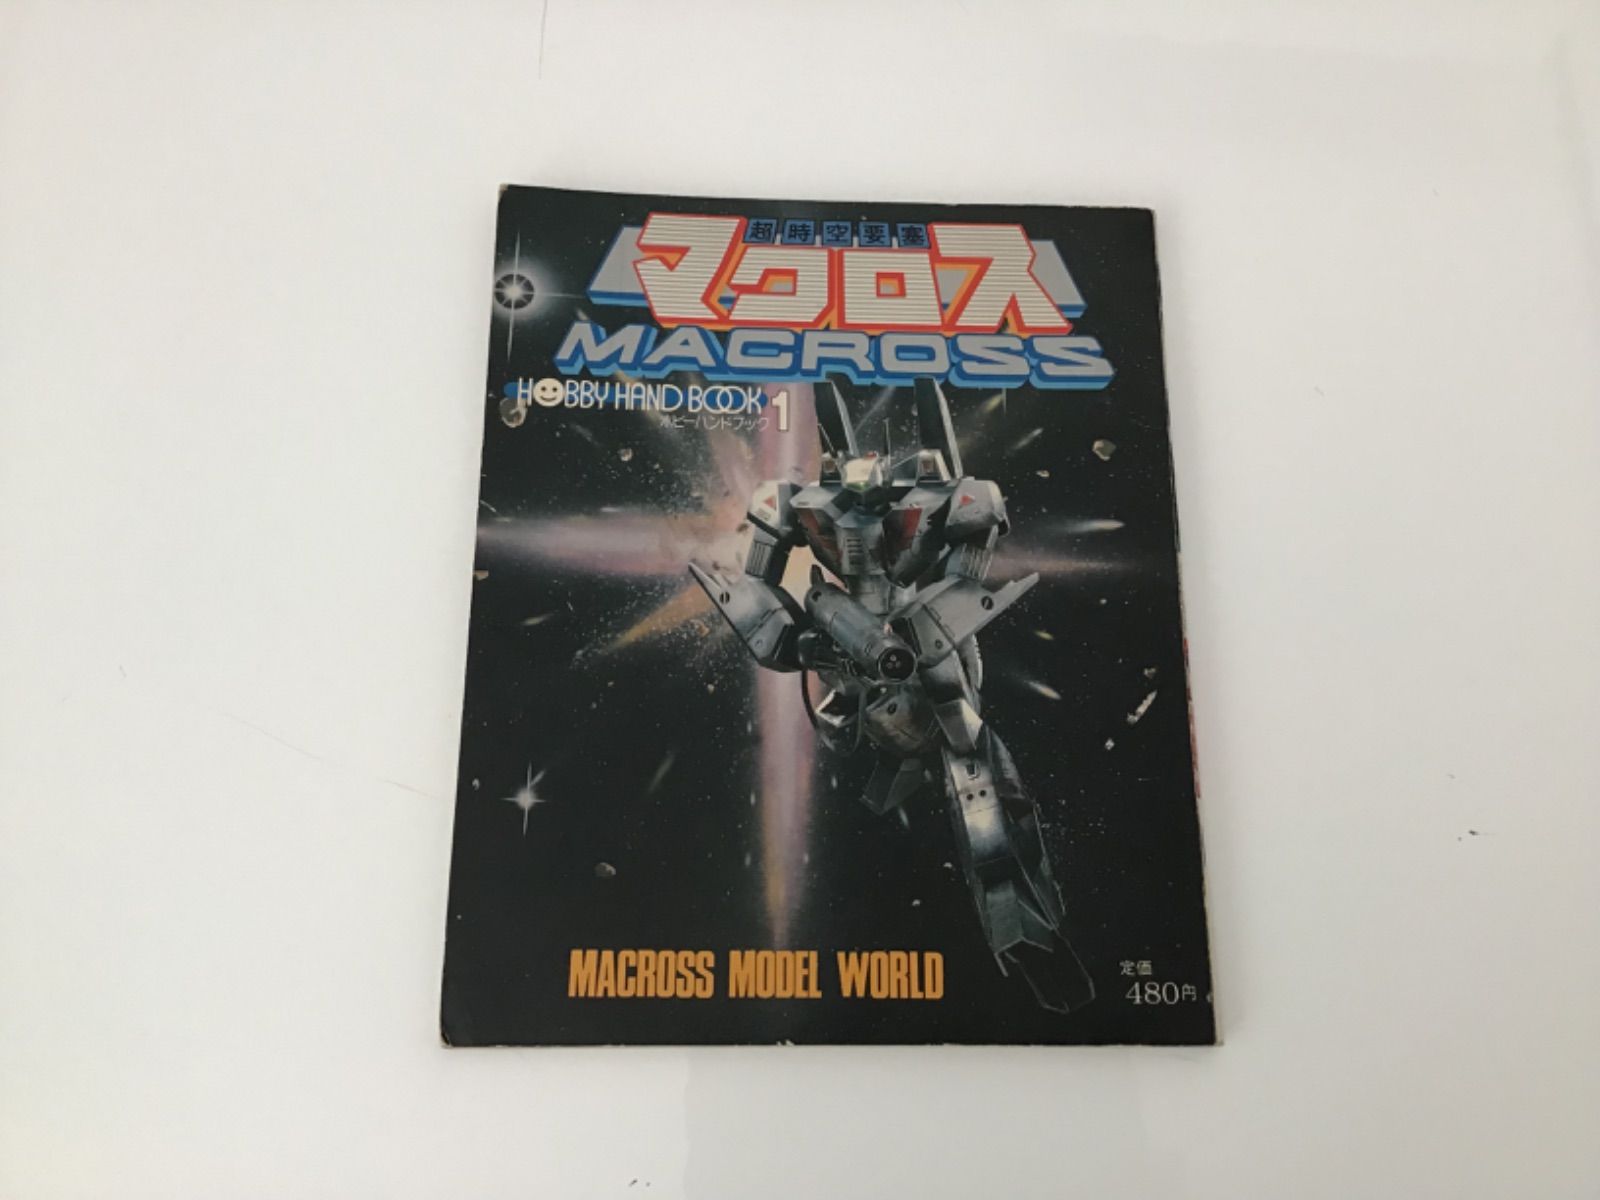 超時空要塞
マクロス
MACROSS
HOBBY HAND BOOK 1
ホビーハンドブック
MACROSS MODEL WORLD
定価
480円